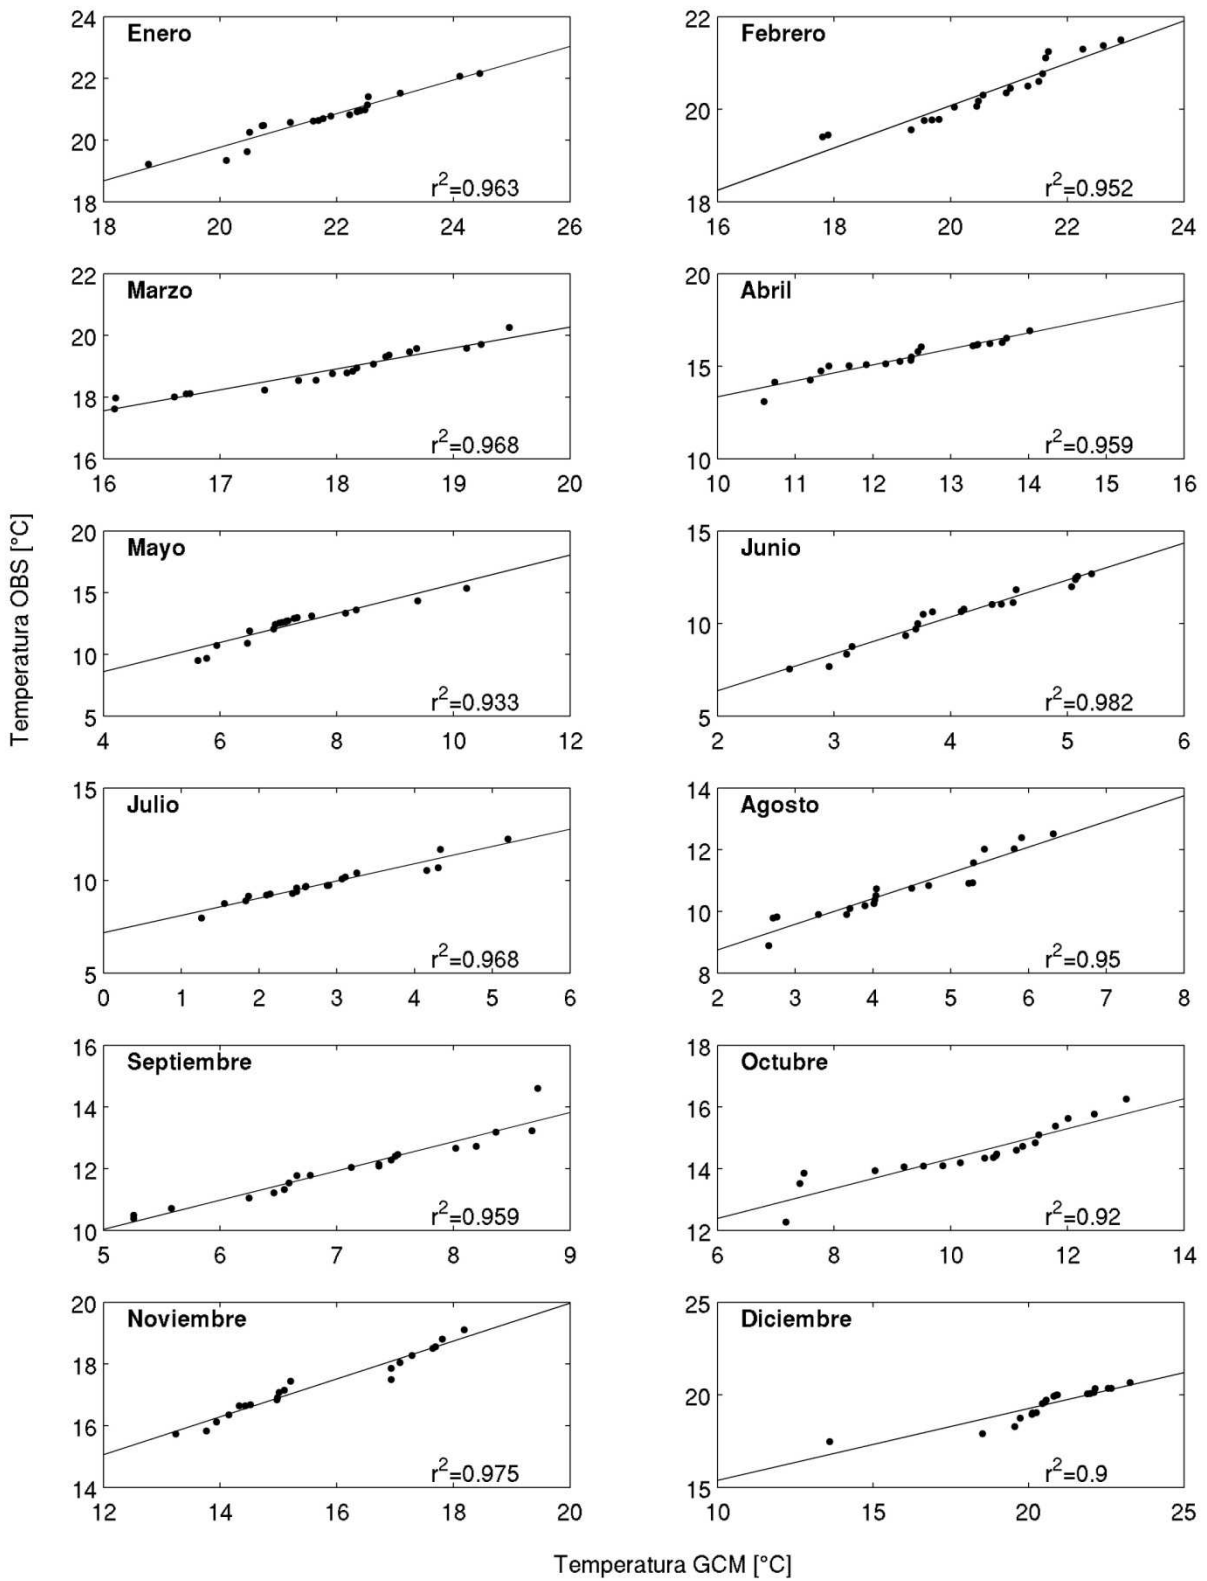 Enero
24
22
20
18
r²=0.963
18 20 22 24 26
Febrero
22
20
18
r²=0.952
16 18 20 21 22 24
Marzo
22
20
18
16
r²=0.968
16 17 18 19 20
Abril
20
15
10
r²=0.959
10 11 12 13 14 15 16
Temperatura OBS [°C]
Mayo
20
15
10
5
r²=0.933
4 6 8 10 12
Junio
15
10
5
r²=0.982
2 3 4 5 6
Julio
15
10
5
r²=0.968
0 1 2 3 4 5 6
Agosto
14
12
10
8
r²=0.95
2 3 4 5 6 7 8
Septiembre
16
14
12
10
r²=0.959
5 6 7 8 9
Octubre
18
16
14
12
r²=0.92
6 8 10 12 14
Noviembre
20
18
16
14
r²=0.975
12 14 16 18 20
Diciembre
25
20
15
r²=0.9
10 15 20 25
Temperatura GCM [°C]